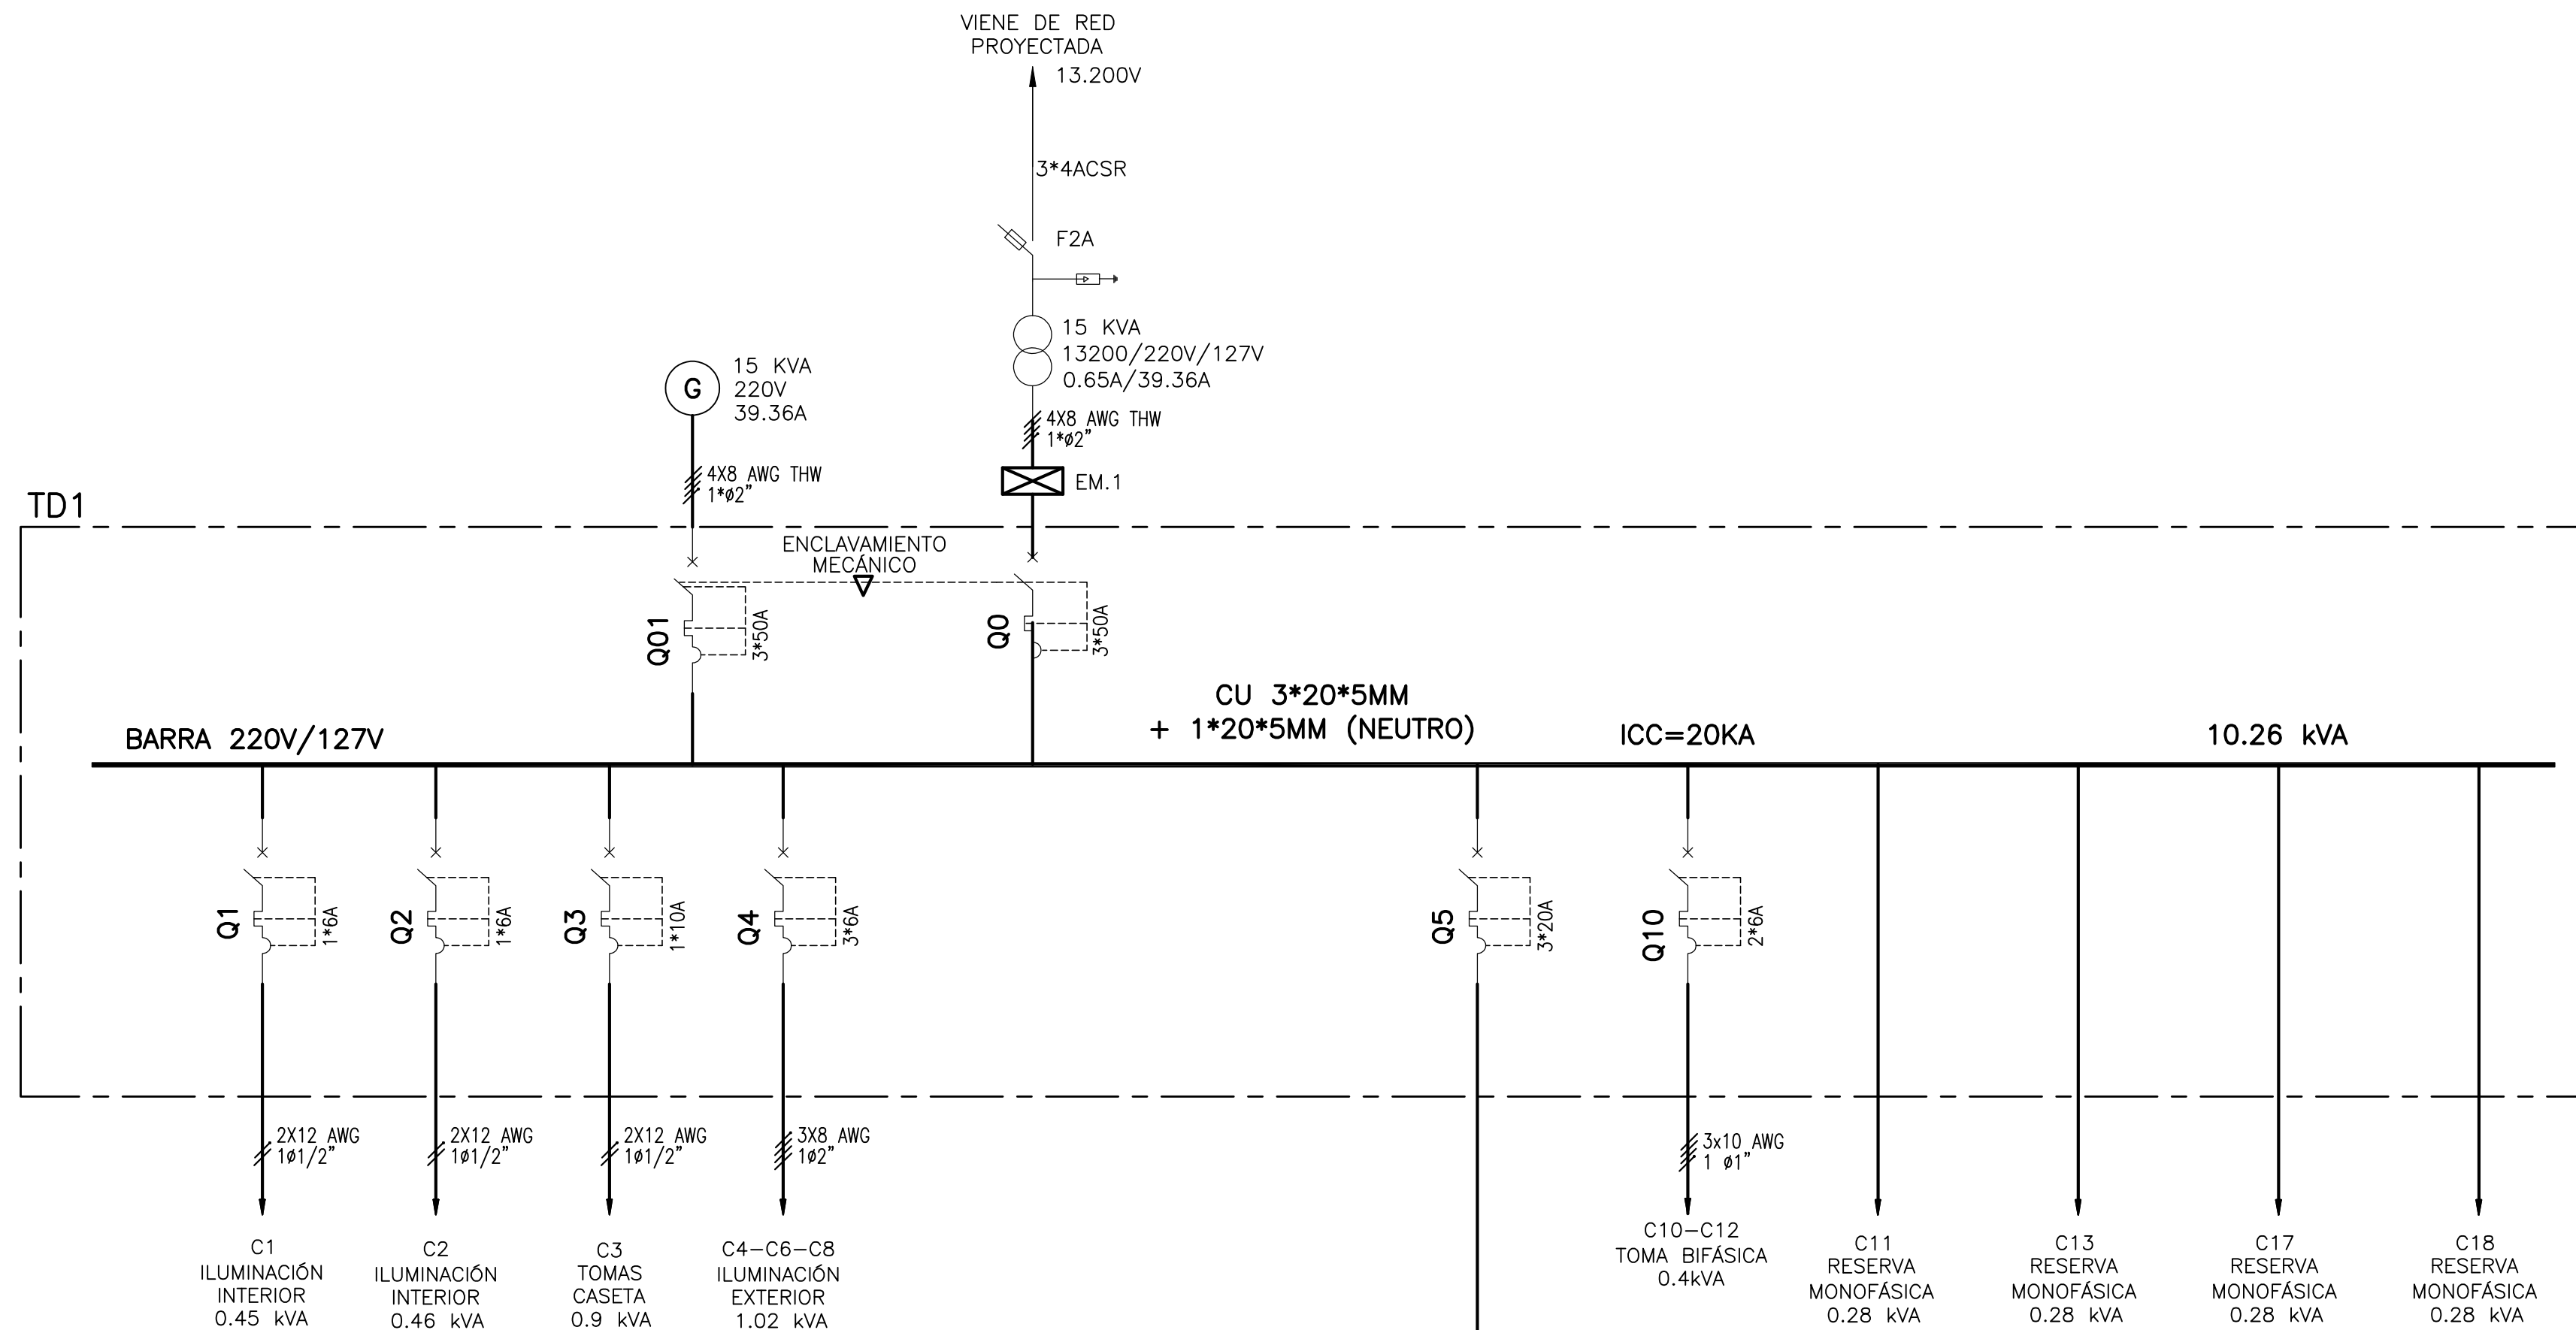 VIENE DE RED
PROYECTADA
13.200V
3*4ACSR
F2A
15 KVA
13200/220V/127V
0.65A/39.36A
G
15 KVA
220V
39.36A
4X8 AWG THW
1*ø2"
EM.1
4X8 AWG THW
1*ø2"
TD1
ENCLAVAMIENTO
MECÁNICO
Q01
3*50A
Q0
3*50A
CU 3*20*5MM
+ 1*20*5MM (NEUTRO)
BARRA 220V/127V
ICC=20KA
10.26 kVA
Q1
1*6A
Q2
1*6A
Q3
1*10A
Q4
3*6A
Q5
3*20A
Q10
2*6A
2X12 AWG
1ø1/2"
2X12 AWG
1ø1/2"
2X12 AWG
1ø1/2"
3X8 AWG
1ø2"
3x10 AWG
1 ø1"
C1
ILUMINACIÓN
INTERIOR
0.45 kVA
C2
ILUMINACIÓN
INTERIOR
0.46 kVA
C3
TOMAS
CASETA
0.9 kVA
C4-C6-C8
ILUMINACIÓN
EXTERIOR
1.02 kVA
C10-C12
TOMA BIFÁSICA
0.4kVA
C11
RESERVA
MONOFÁSICA
0.28 kVA
C13
RESERVA
MONOFÁSICA
0.28 kVA
C17
RESERVA
MONOFÁSICA
0.28 kVA
C18
RESERVA
MONOFÁSICA
0.28 kVA